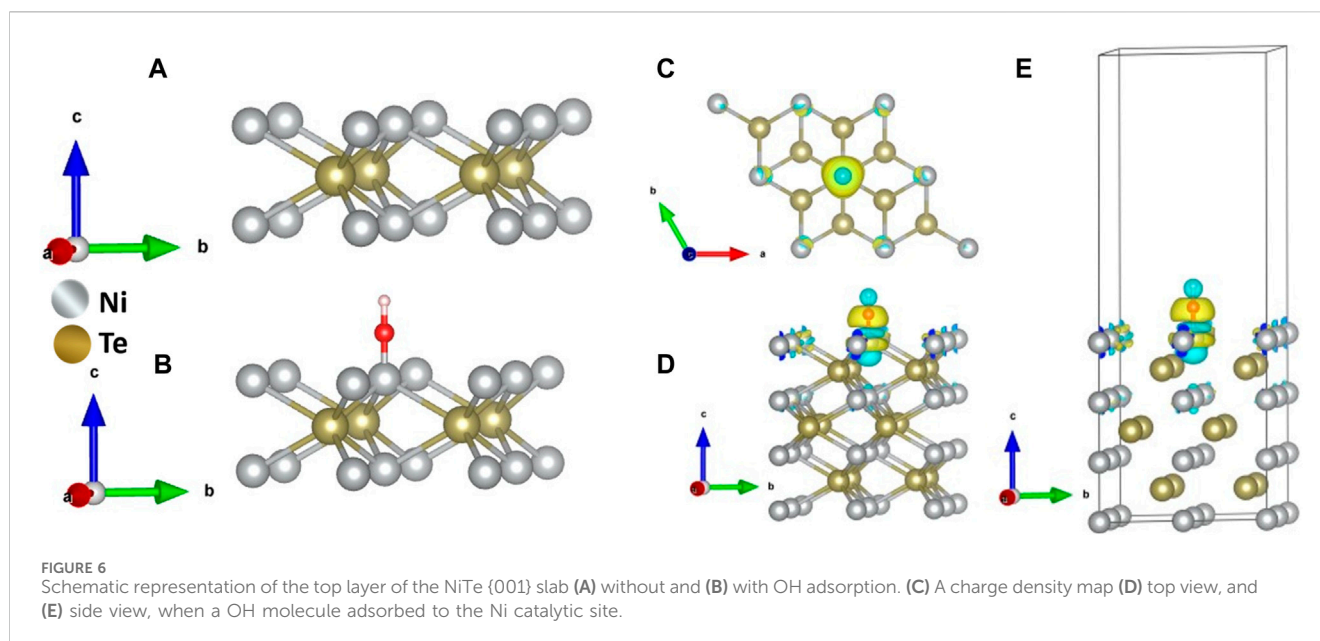 A
c
a
b
Ni
Te
B
c
a
b
C
b
c
a
D
c
b
E
c
b
FIGURE 6
Schematic representation of the top layer of the NiTe {001} slab (A) without and (B) with OH adsorption. (C) A charge density map (D) top view, and
(E) side view, when a OH molecule adsorbed to the Ni catalytic site.